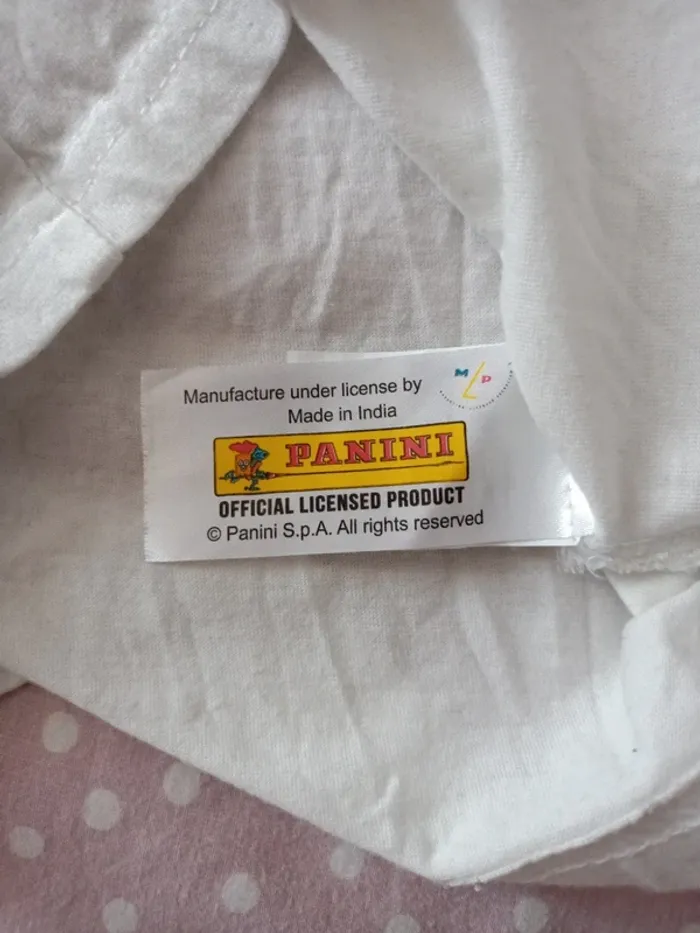 Manufacture under license by
M P
Made in India
PANINI
OFFICIAL LICENSED PRODUCT
© Panini S.p.A. All rights reserved